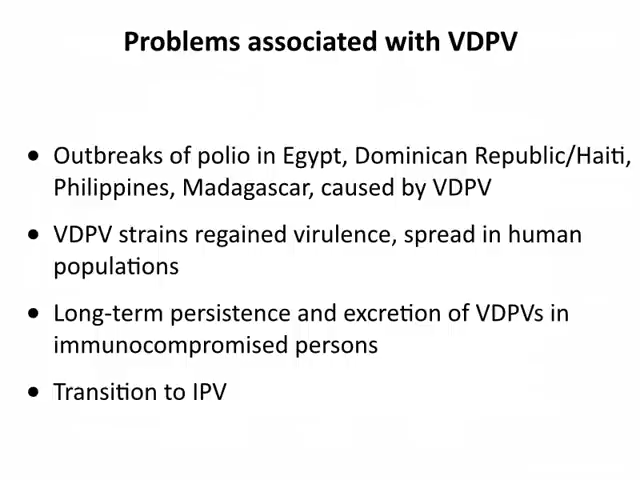 Problems associated with VDPV
• Outbreaks of polio in Egypt, Dominican Republic/Haiti,
Philippines, Madagascar, caused by VDPV
• VDPV strains regained virulence, spread in human
populations
• Long-term persistence and excretion of VDPVs in
immunocompromised persons
• Transition to IPV